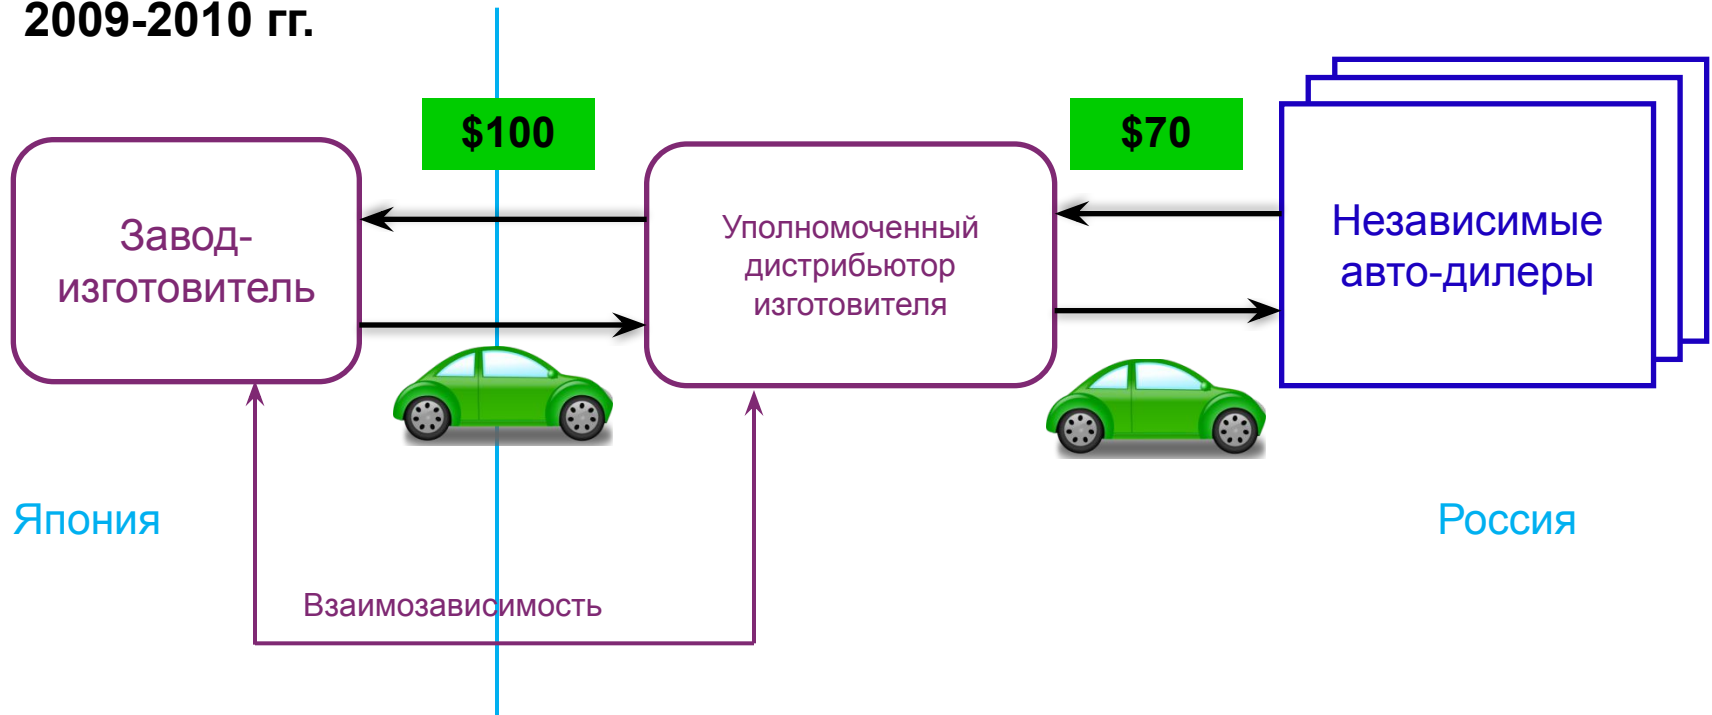 2009-2010 гг.
$100
$70
Завод-
изготовитель
Уполномоченный
дистрибьютор
изготовителя
Независимые
авто-дилеры
Япония
Россия
Взаимозависимость